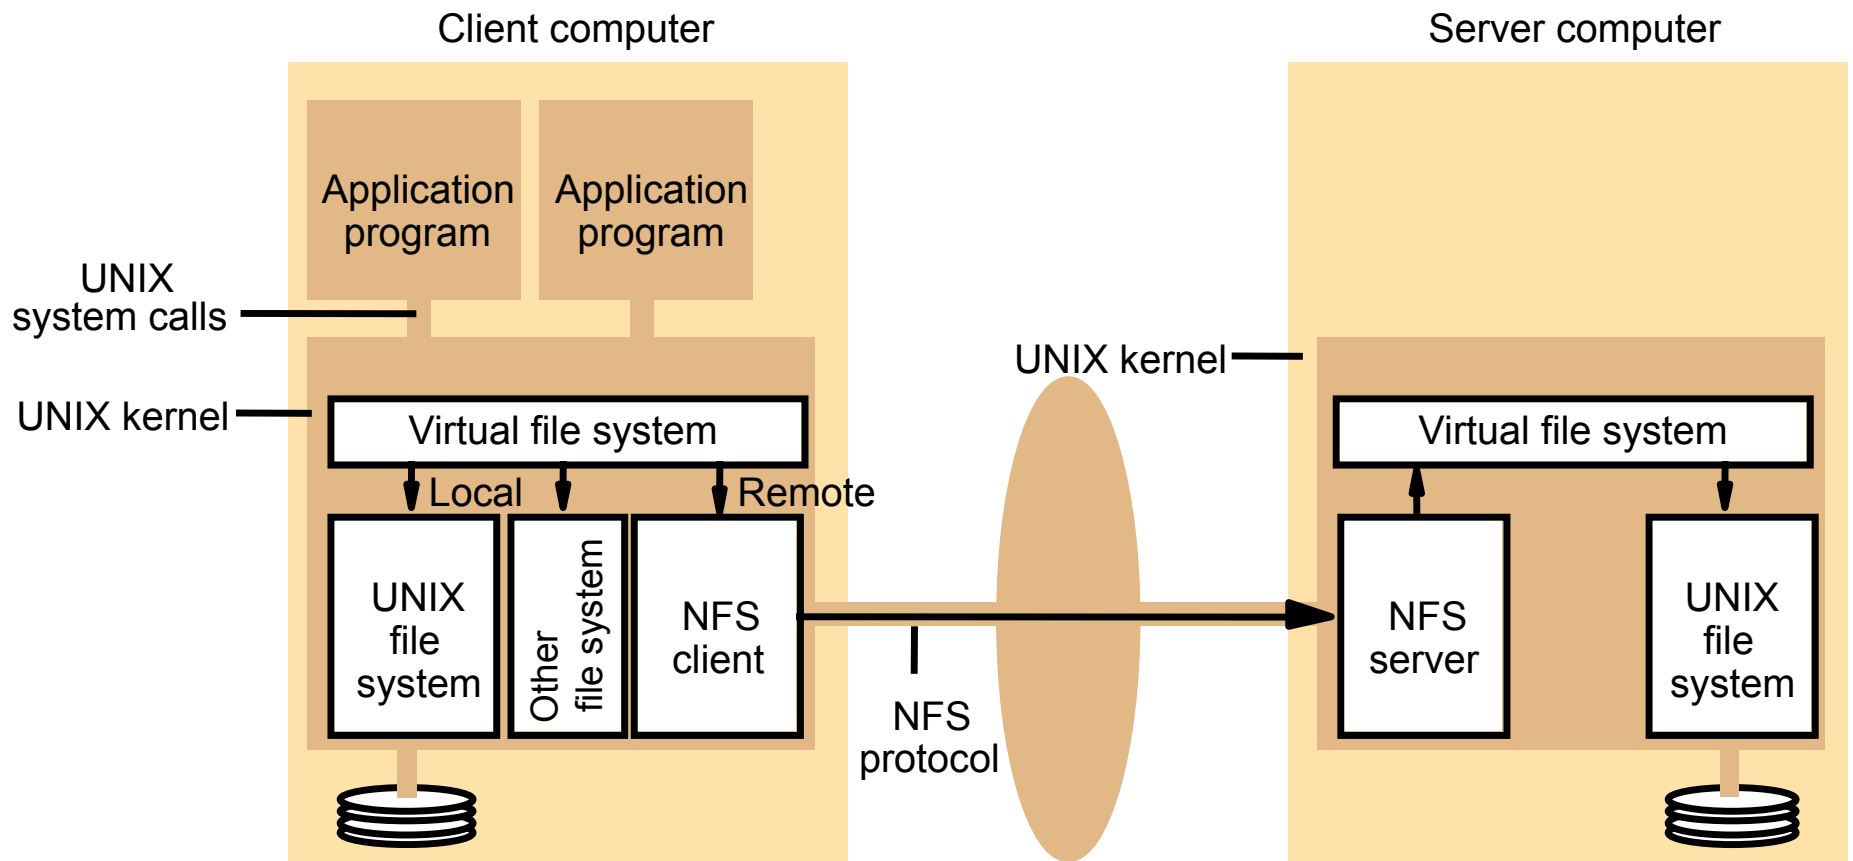 Client computer
Server computer
Application
program
Application
program
UNIX
system calls
UNIX kernel
Virtual file system
Local
Remote
UNIX
file
system
Other
file system
NFS
client
NFS
protocol
UNIX kernel
Virtual file system
NFS
server
UNIX
file
system